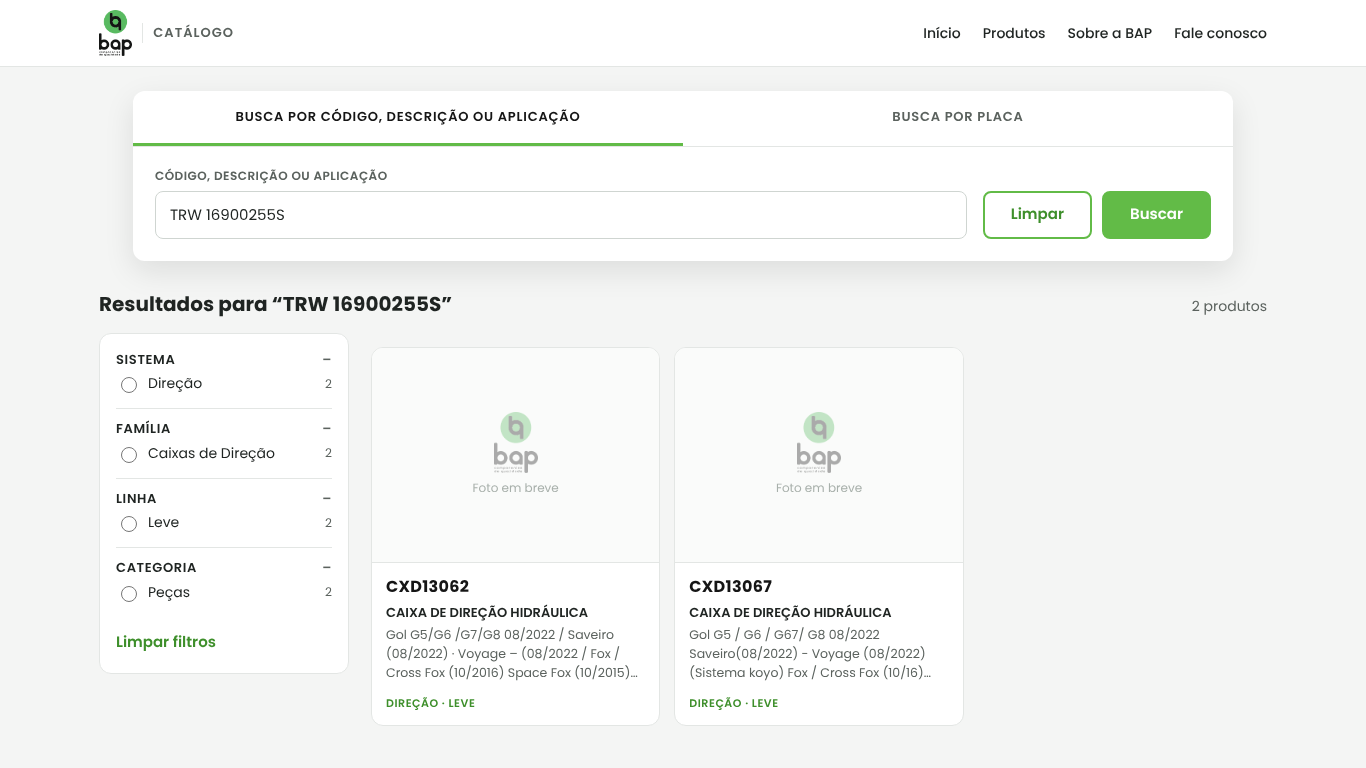 bap
CATÁLOGO
Início
Produtos
Sobre a BAP
Fale conosco
BUSCA POR CÓDIGO, DESCRIÇÃO OU APLICAÇÃO
BUSCA POR PLACA
CÓDIGO, DESCRIÇÃO OU APLICAÇÃO
TRW 16900255S
Limpar
Buscar
Resultados para “TRW 16900255S”
2 produtos
SISTEMA –
Direção 2
FAMÍLIA –
Caixas de Direção 2
LINHA –
Leve 2
CATEGORIA –
Peças 2
Limpar filtros
bap
Foto em breve
CXD13062
CAIXA DE DIREÇÃO HIDRÁULICA
Gol G5/G6 /G7/G8 08/2022 / Saveiro
(08/2022) · Voyage – (08/2022 / Fox /
Cross Fox (10/2016) Space Fox (10/2015)...
DIREÇÃO · LEVE
bap
Foto em breve
CXD13067
CAIXA DE DIREÇÃO HIDRÁULICA
Gol G5 / G6 / G67/ G8 08/2022
Saveiro(08/2022) - Voyage (08/2022)
(Sistema koyo) Fox / Cross Fox (10/16)...
DIREÇÃO · LEVE